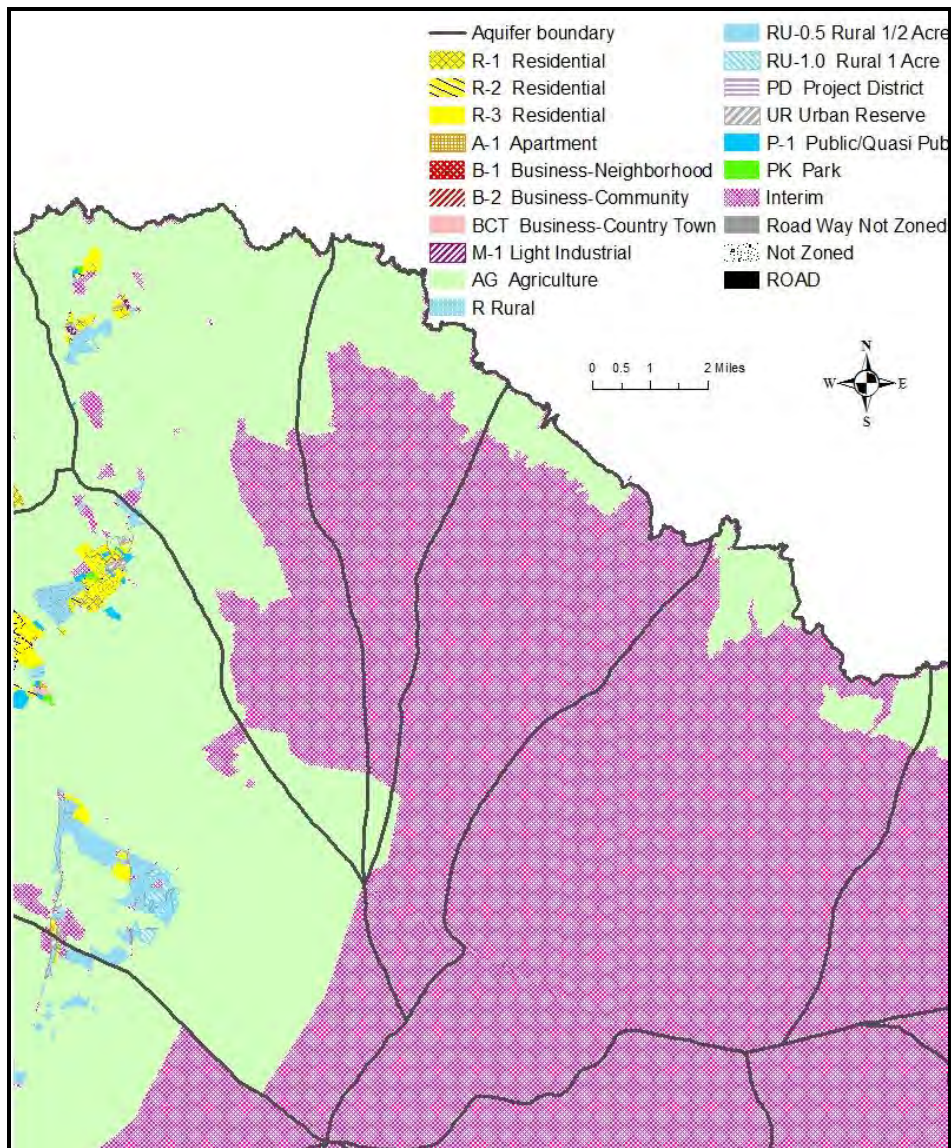 Aquifer boundary
R-1 Residential
R-2 Residential
R-3 Residential
A-1 Apartment
B-1 Business-Neighborhood
B-2 Business-Community
BCT Business-Country Town
M-1 Light Industrial
AG Agriculture
R Rural
RU-0.5 Rural 1/2 Acre
RU-1.0 Rural 1 Acre
PD Project District
UR Urban Reserve
P-1 Public/Quasi Pub
PK Park
Interim
Road Way Not Zoned
Not Zoned
ROAD
0 0.5 1 2 Miles
N
W E
S